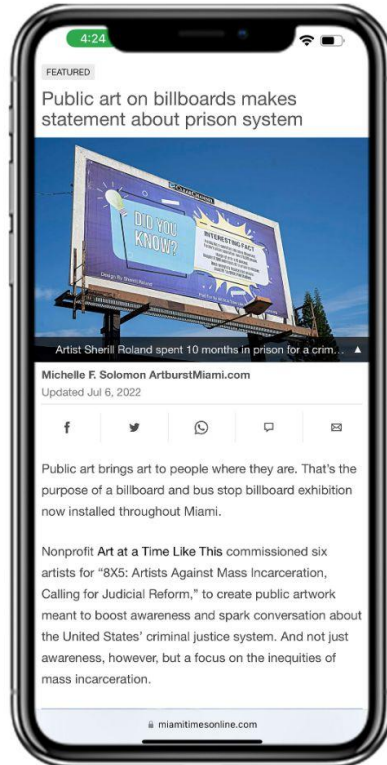 4:24
FEATURED
Public art on billboards makes
statement about prison system
CLEARCHANNEL
DID YOU
KNOW?
INTERESTING FACT
Artist Sherill Roland spent 10 months in prison for a crim...
Michelle F. Solomon ArtburstMiami.com
Updated Jul 6, 2022
Public art brings art to people where they are. That's the
purpose of a billboard and bus stop billboard exhibition
now installed throughout Miami.
Nonprofit Art at a Time Like This commissioned six
artists for “8X5: Artists Against Mass Incarceration,
Calling for Judicial Reform,” to create public artwork
meant to boost awareness and spark conversation about
the United States’ criminal justice system. And not just
awareness, however, but a focus on the inequities of
mass incarceration.
miamitimesonline.com